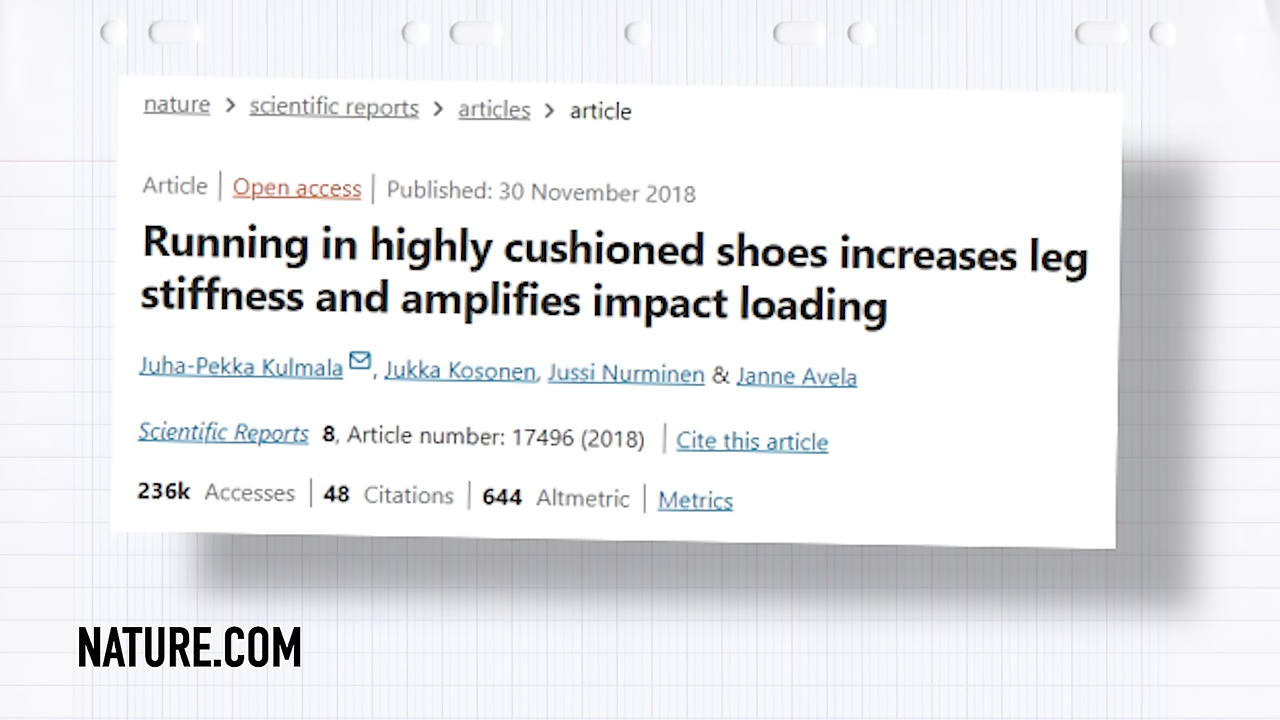 nature > scientific reports > articles > article
Article | Open access | Published: 30 November 2018
Running in highly cushioned shoes increases leg
stiffness and amplifies impact loading
Juha-Pekka Kulmala, Jukka Kosonen, Jussi Nurminen & Janne Avela
Scientific Reports 8, Article number: 17496 (2018) | Cite this article
236k Accesses | 48 Citations | 644 Altmetric | Metrics
NATURE.COM